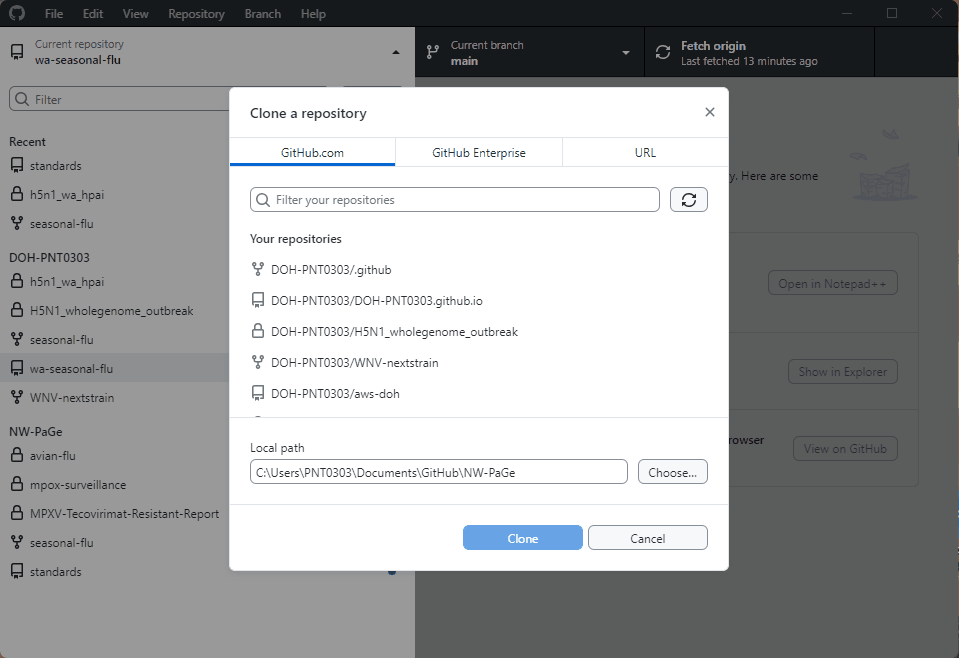 File Edit View Repository Branch Help
Current repository
wa-seasonal-flu
Current branch
main
Fetch origin
Last fetched 13 minutes ago
Filter
Recent
standards
h5n1_wa_hpai
seasonal-flu
DOH-PNT0303
h5n1_wa_hpai
H5N1_wholegenome_outbreak
seasonal-flu
wa-seasonal-flu
WNV-nextstrain
NW-PaGe
avian-flu
mpox-surveillance
MPXV-Tecovirimat-Resistant-Report
seasonal-flu
standards
Clone a repository
GitHub.com GitHub Enterprise URL
Filter your repositories
Your repositories
DOH-PNT0303/.github
DOH-PNT0303/DOH-PNT0303.github.io
DOH-PNT0303/H5N1_wholegenome_outbreak
DOH-PNT0303/WNV-nextstrain
DOH-PNT0303/aws-doh
Local path
C:\Users\PNT0303\Documents\GitHub\NW-PaGe
Choose...
Clone Cancel
y. Here are some
Open in Notepad++
Show in Explorer
rowser
View on GitHub